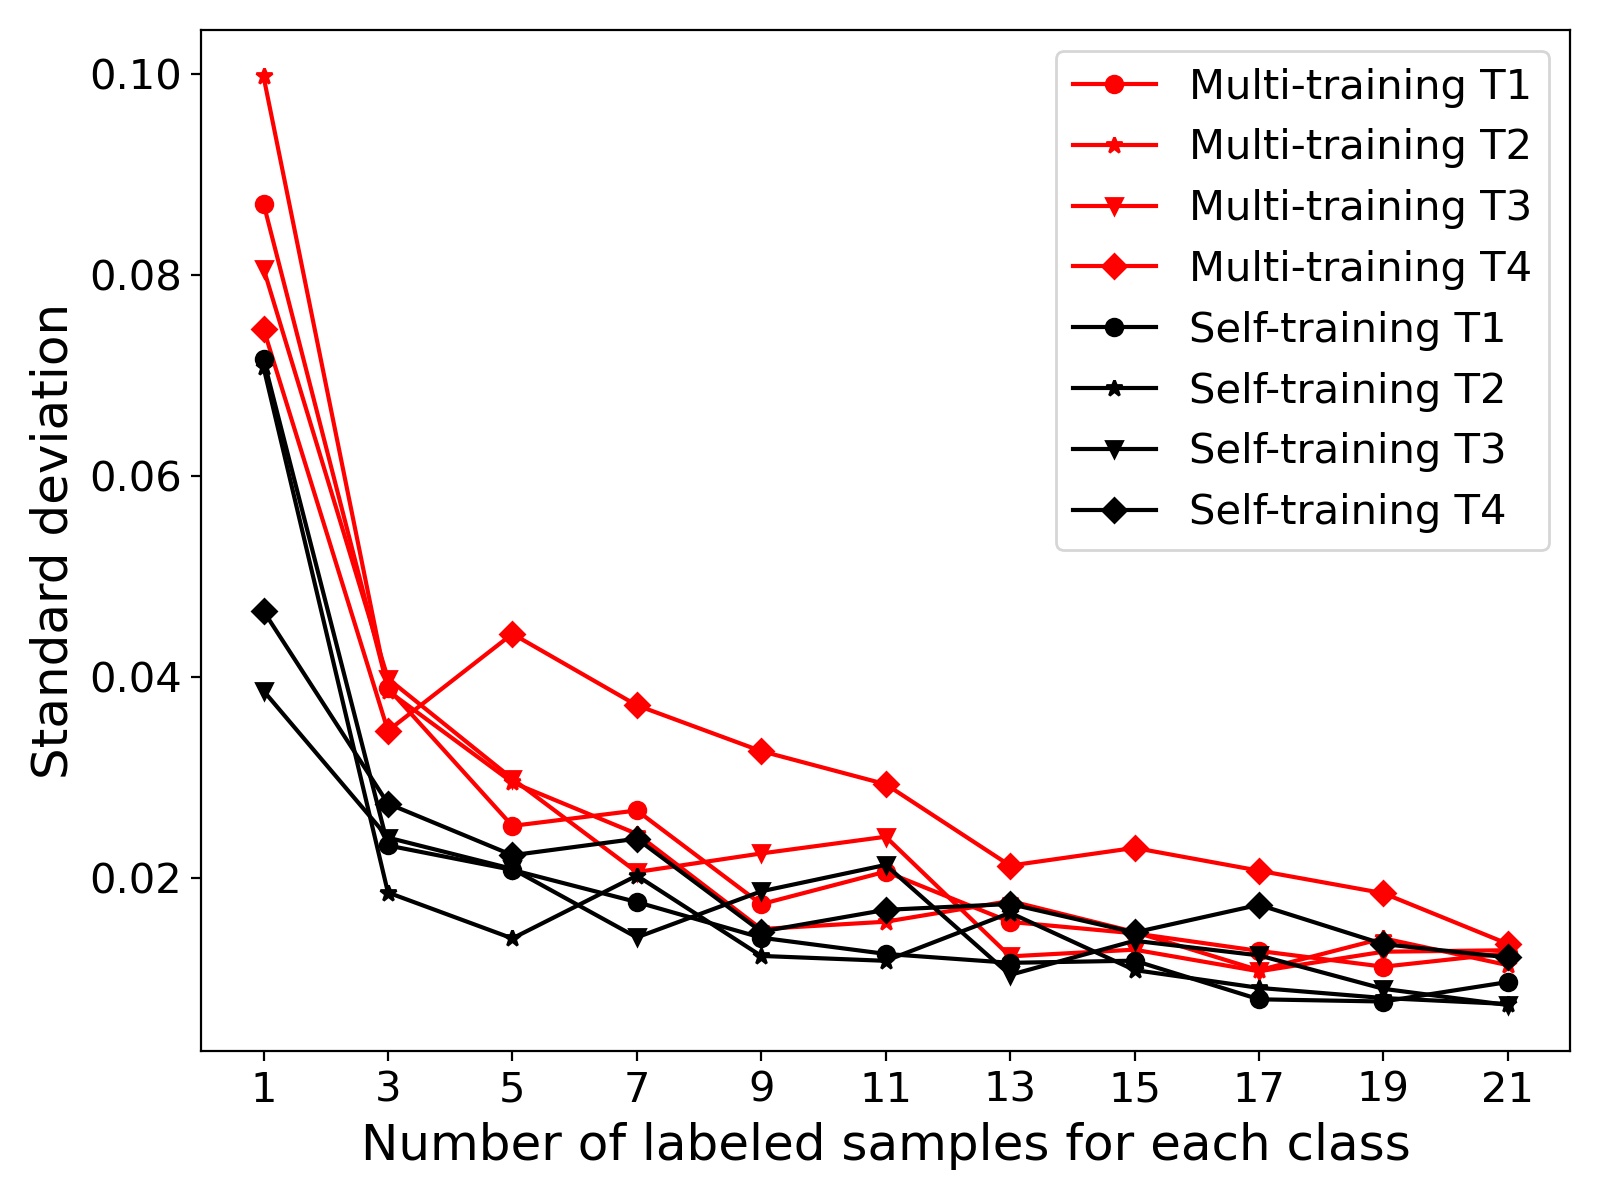 Standard deviation
0.10
0.08
0.06
0.04
0.02
Multi-training T1
Multi-training T2
Multi-training T3
Multi-training T4
Self-training T1
Self-training T2
Self-training T3
Self-training T4
1 3 5 7 9 11 13 15 17 19 21
Number of labeled samples for each class